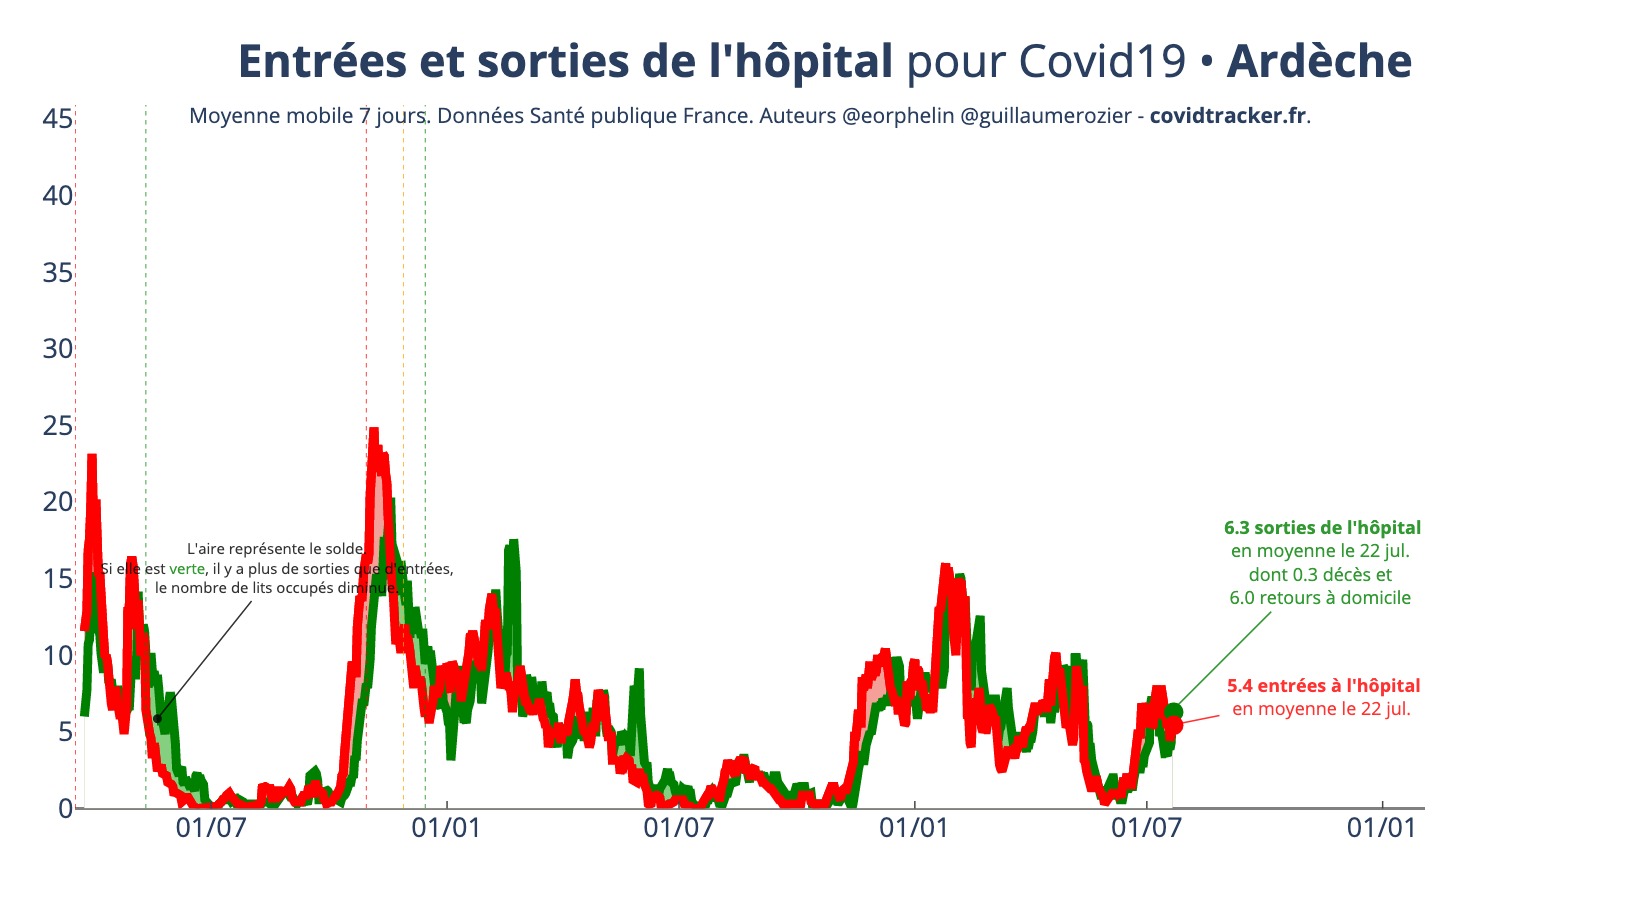 Entrées et sorties de l'hôpital pour Covid19 • Ardèche
Moyenne mobile 7 jours. Données Santé publique France. Auteurs @eorphelin @guillaumerozier - covidtracker.fr.
45
40
35
30
25
20
15
10
5
0
L'aire représente le solde.
Si elle est verte, il y a plus de sorties que d'entrées,
le nombre de lits occupés diminue.
6.3 sorties de l'hôpital
en moyenne le 22 jul.
dont 0.3 décès et
6.0 retours à domicile
5.4 entrées à l'hôpital
en moyenne le 22 jul.
01/07 01/01 01/07 01/01 01/07 01/01